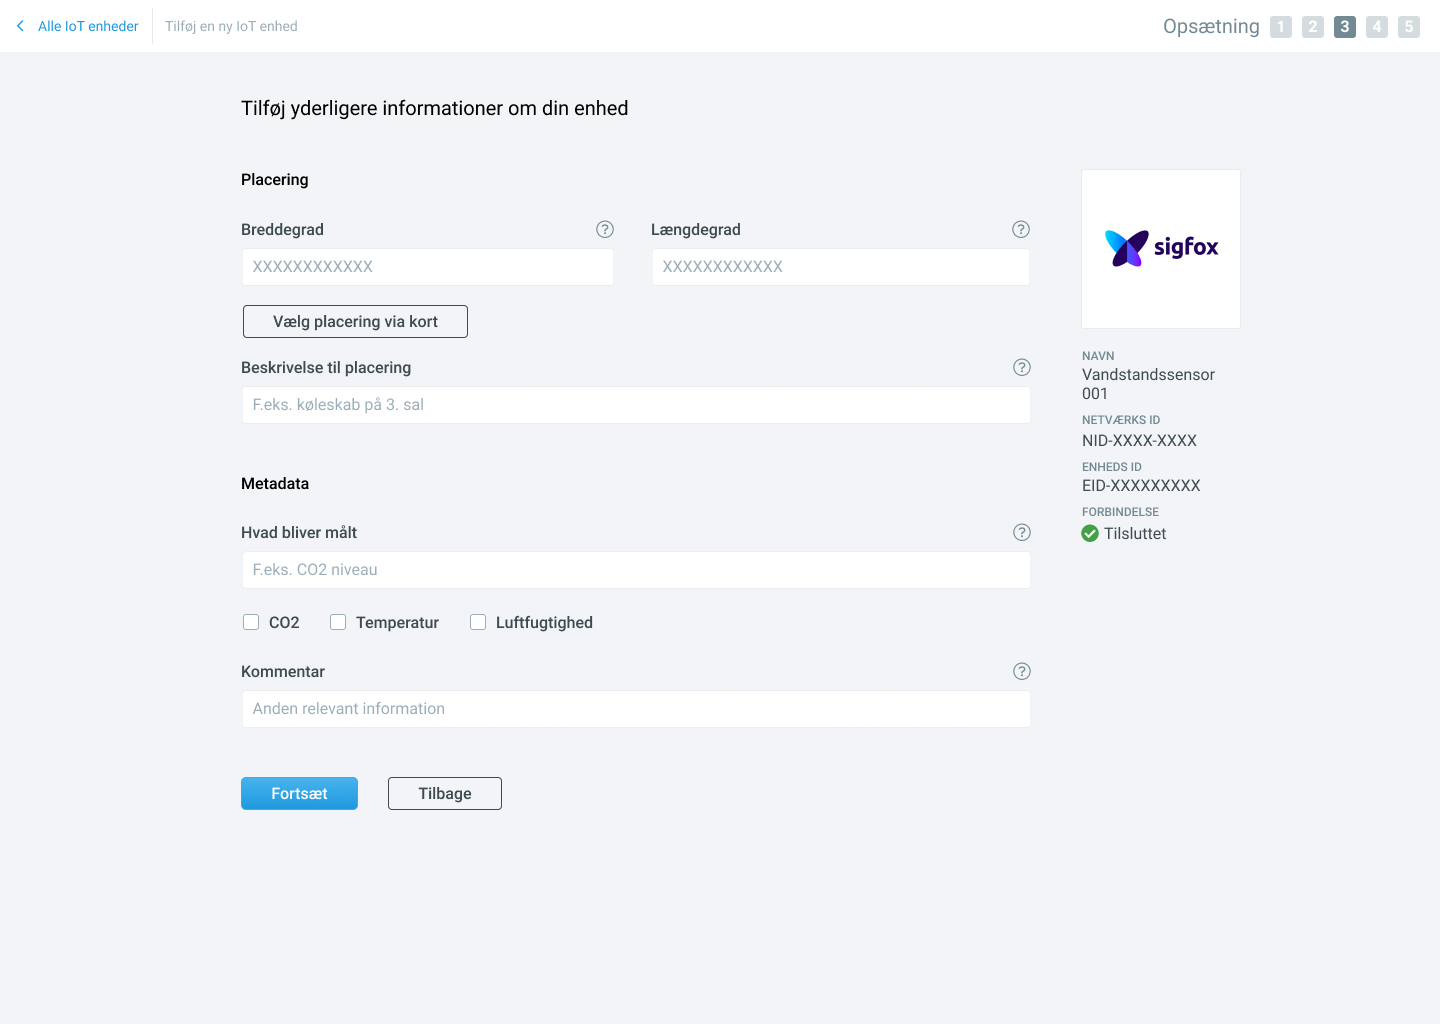 Alle IoT enheder
Tilføj en ny IoT enhed
Opsætning 1 2 3 4 5
Tilføj yderligere informationer om din enhed
Placering
Breddegrad ?
Længdegrad ?
XXXXXXXXXXXX
XXXXXXXXXXXX
Vælg placering via kort
Beskrivelse til placering ?
F.eks. køleskab på 3. sal
Metadata
Hvad bliver målt ?
F.eks. CO2 niveau
CO2
Temperatur
Luftfugtighed
Kommentar ?
Anden relevant information
Fortsæt
Tilbage
sigfox
NAVN
Vandstandssensor
001
NETVÆRKS ID
NID-XXXX-XXXX
ENHEDS ID
EID-XXXXXXXXX
FORBINDELSE
Tilsluttet